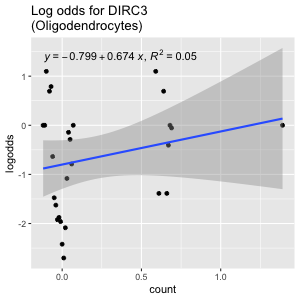 Log odds for DIRC3
(Oligodendrocytes)
y = −0.799 + 0.674 x, R² = 0.05
1
0
-1
-2
logodds
0.0 0.5 1.0
count